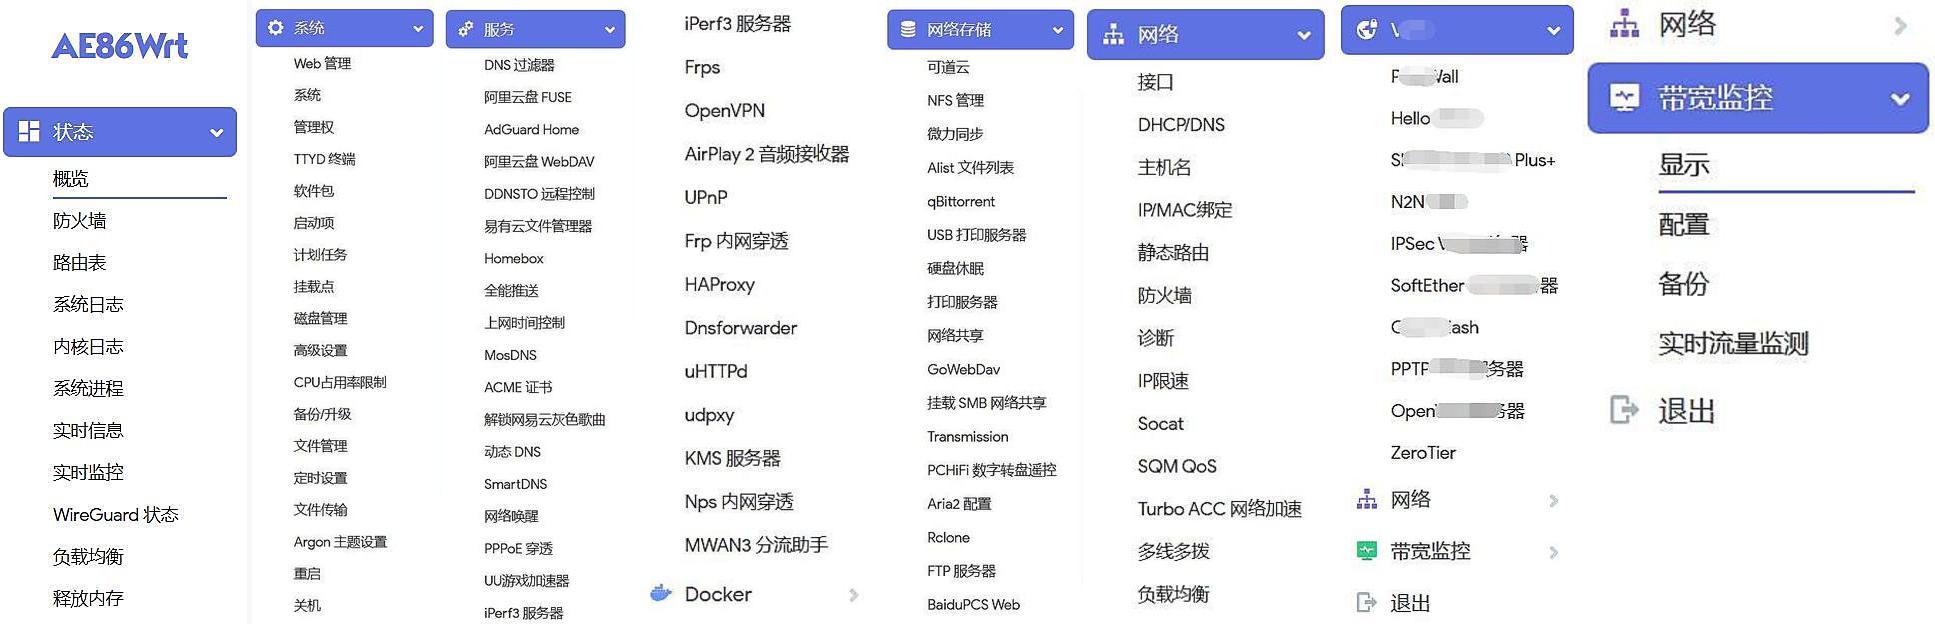 AE86Wrt
状态
概览
防火墙
路由表
系统日志
内核日志
系统进程
实时信息
实时监控
WireGuard 状态
负载均衡
释放内存
系统
Web 管理
系统
管理权
TTYD 终端
软件包
启动项
计划任务
挂载点
磁盘管理
高级设置
CPU占用率限制
备份/升级
文件管理
定时设置
文件传输
Argon 主题设置
重启
关机
服务
DNS 过滤器
阿里云盘 FUSE
AdGuard Home
阿里云盘 WebDAV
DDNSTO 远程控制
易有云文件管理器
Homebox
全能推送
上网时间控制
MosDNS
ACME 证书
解锁网易云灰色歌曲
动态 DNS
SmartDNS
网络唤醒
PPPoE 穿透
UU游戏加速器
iPerf3 服务器
iPerf3 服务器
Frps
OpenVPN
AirPlay 2 音频接收器
UPnP
Frp 内网穿透
HAProxy
Dnsforwarder
uHTTPd
udpxy
KMS 服务器
Nps 内网穿透
MWAN3 分流助手
Docker
网络存储
可道云
NFS 管理
微力同步
Alist 文件列表
qBittorrent
USB 打印服务器
硬盘休眠
打印服务器
网络共享
GoWebDav
挂载 SMB 网络共享
Transmission
PCHiFi 数字转盘遥控
Aria2 配置
Rclone
FTP 服务器
BaiduPCS Web
网络
接口
DHCP/DNS
主机名
IP/MAC绑定
静态路由
防火墙
诊断
IP限速
Socat
SQM QoS
Turbo ACC 网络加速
多线多拨
负载均衡
Hello
Plus+
N2N
IPSec
SoftEther 器
PPTP 务器
Open 器
ZeroTier
网络
带宽监控
退出
网络
带宽监控
显示
配置
备份
实时流量监测
退出